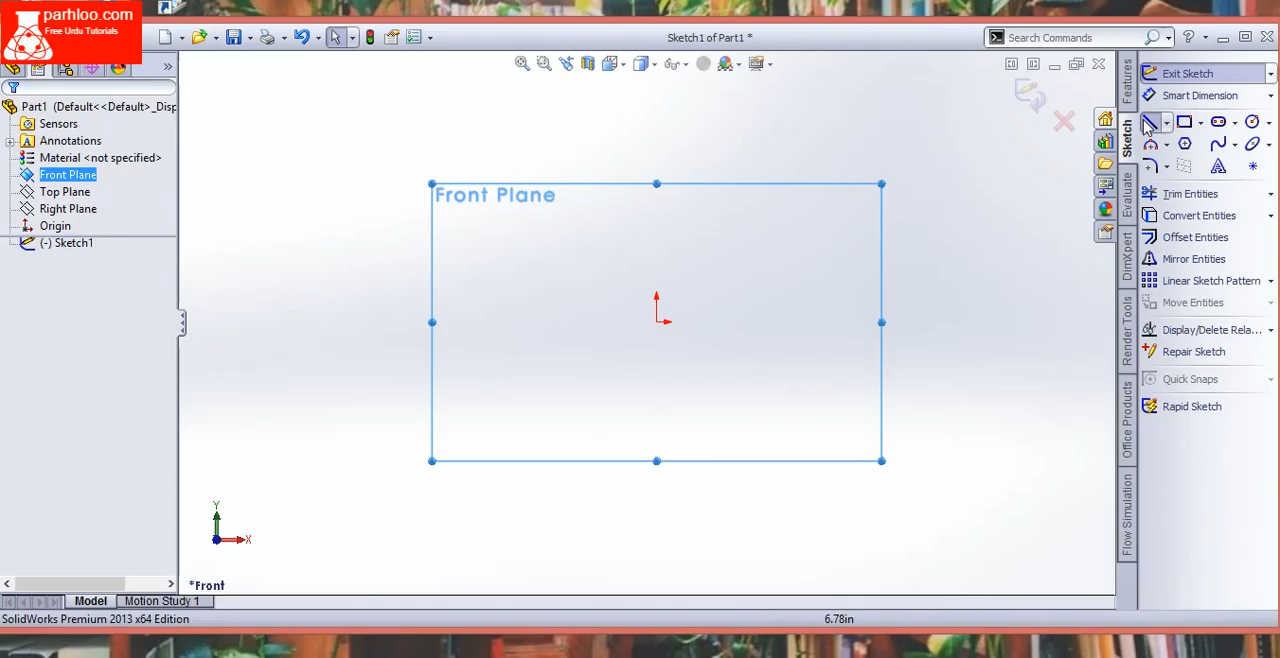 parhloo.com
Free Urdu Tutorials
Sketch1 of Part1 *
Search Commands
Part1 (Default<<Default>_Disp
Sensors
Annotations
Material <not specified>
Front Plane
Top Plane
Right Plane
Origin
(-) Sketch1
Front Plane
Y
X
*Front
Features
Sketch
Evaluate
DimXpert
Render Tools
Office Products
Flow Simulation
Exit Sketch
Smart Dimension
Trim Entities
Convert Entities
Offset Entities
Mirror Entities
Linear Sketch Pattern
Move Entities
Display/Delete Rela...
Repair Sketch
Quick Snaps
Rapid Sketch
Model
Motion Study 1
SolidWorks Premium 2013 x64 Edition
6.78in